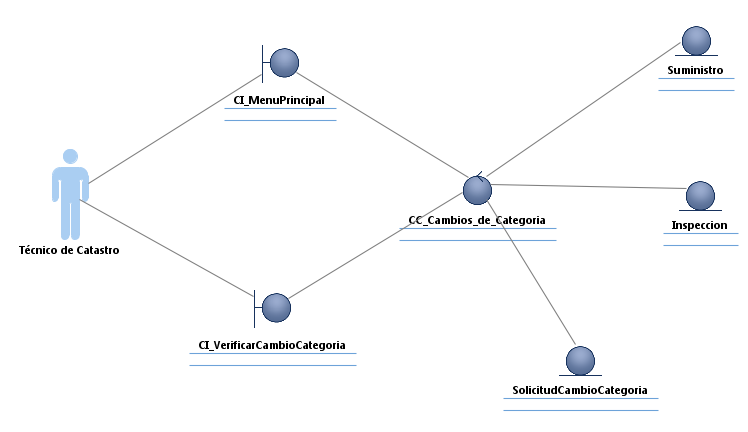 Suministro
CI_MenuPrincipal
CC_Cambios_de_Categoria
Inspeccion
Técnico de Catastro
CI_VerificarCambioCategoria
SolicitudCambioCategoria